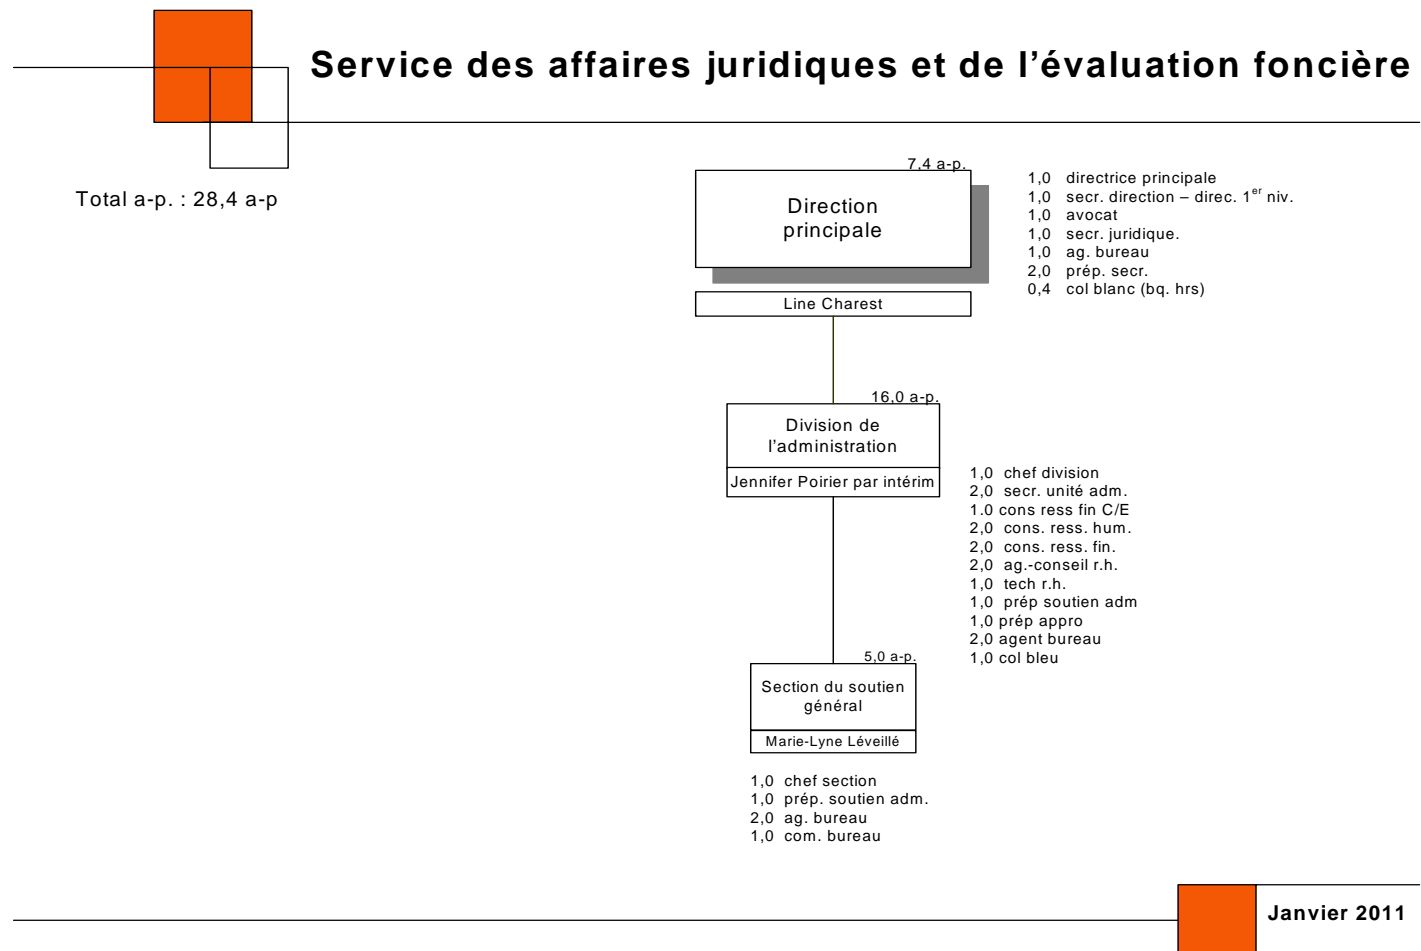 Service des affaires juridiques et de l'évaluation foncière
Total a-p. : 28,4 a-p
7,4 a-p.
Direction
principale
Line Charest
1,0 directrice principale
1,0 secr. direction – direc. 1er niv.
1,0 avocat
1,0 secr. juridique.
1,0 ag. bureau
2,0 prép. secr.
0,4 col blanc (bq. hrs)
16,0 a-p.
Division de
l'administration
Jennifer Poirier par intérim
1,0 chef division
2,0 secr. unité adm.
1.0 cons ress fin C/E
2,0 cons. ress. hum.
2,0 cons. ress. fin.
2,0 ag.-conseil r.h.
1,0 tech r.h.
1,0 prép soutien adm
1,0 prép appro
2,0 agent bureau
1,0 col bleu
5,0 a-p.
Section du soutien
général
Marie-Lyne Léveillé
1,0 chef section
1,0 prép. soutien adm.
2,0 ag. bureau
1,0 com. bureau
Janvier 2011